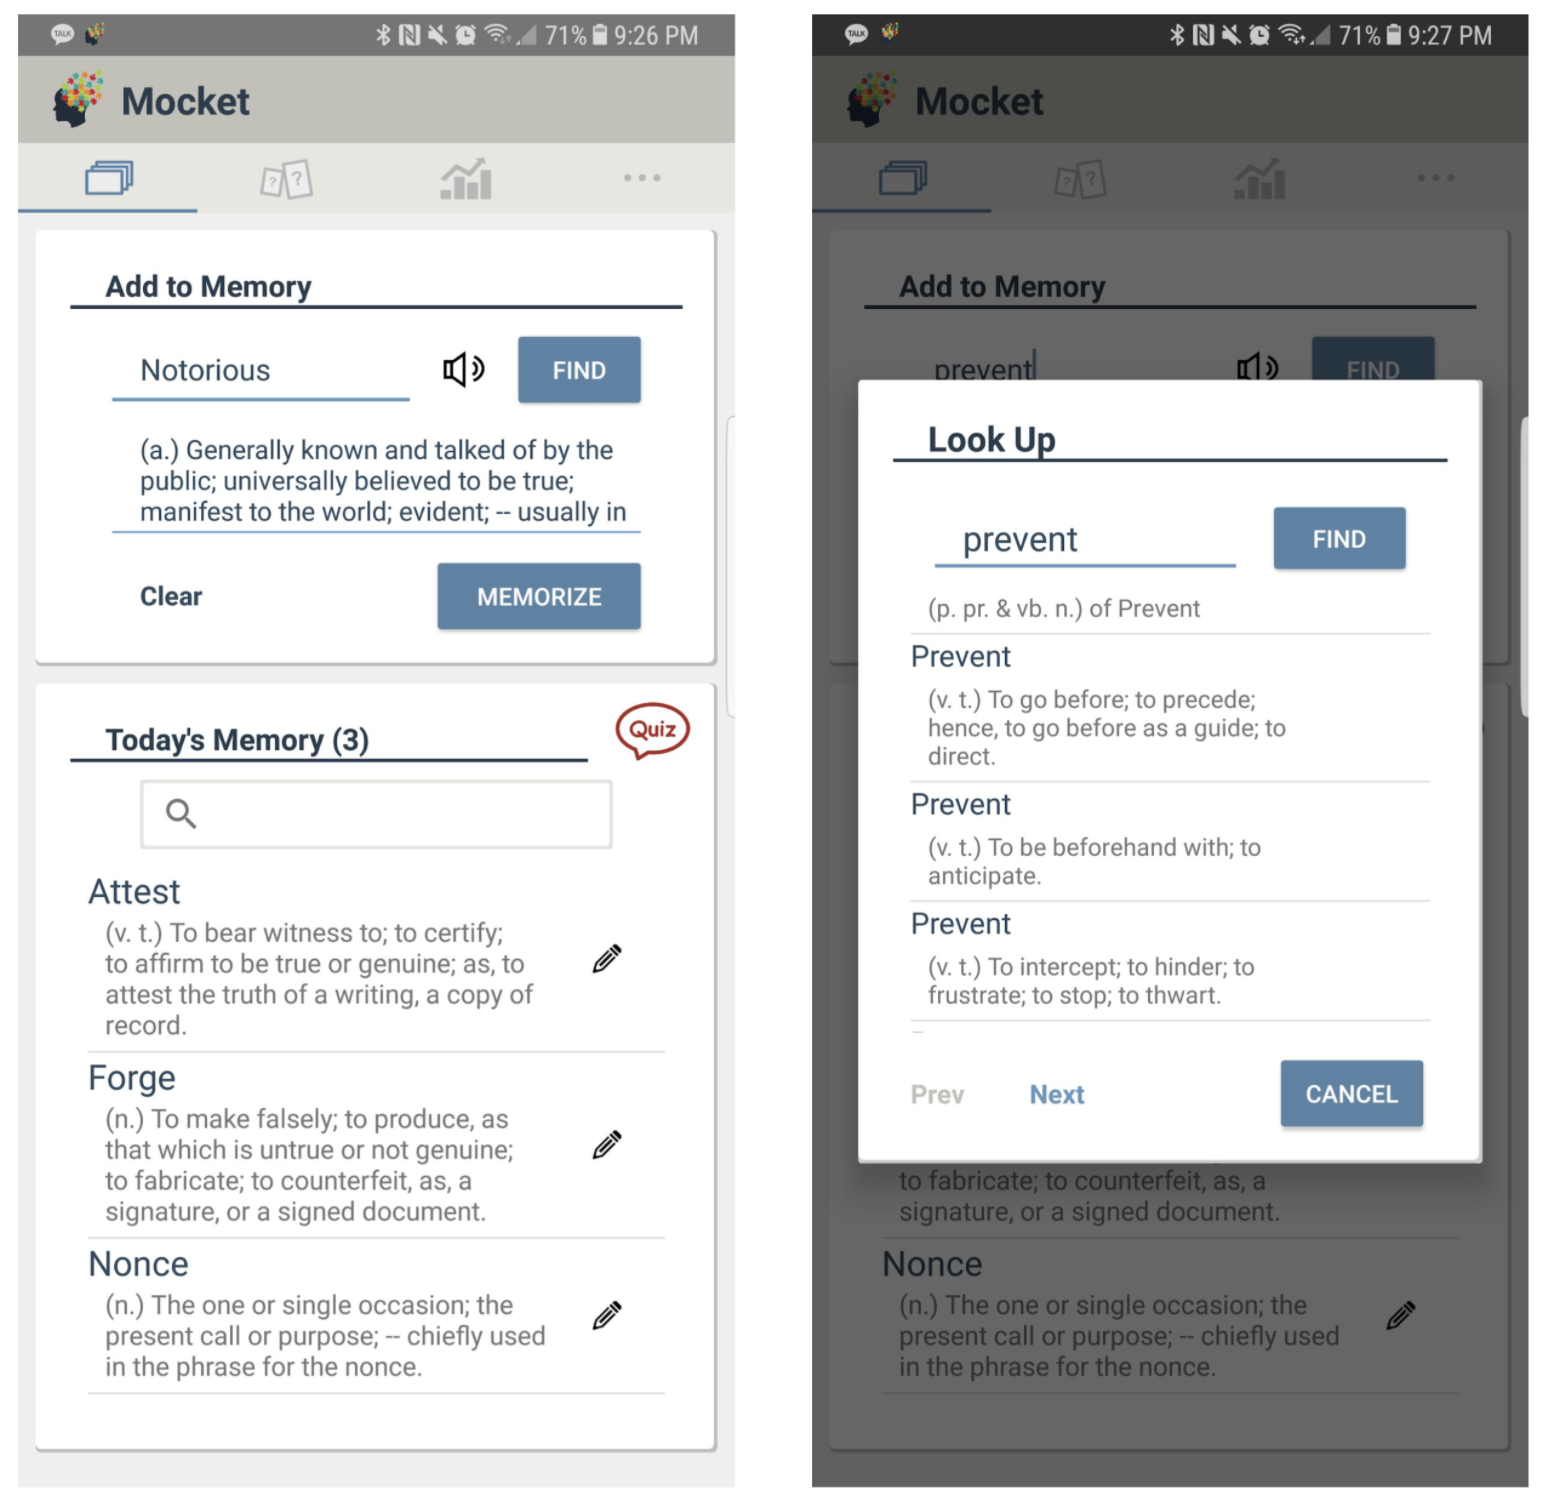 TALK 71% 9:26 PM
Mocket
? ?
Add to Memory
Notorious FIND
(a.) Generally known and talked of by the
public; universally believed to be true;
manifest to the world; evident; -- usually in
Clear MEMORIZE
Today's Memory (3) Quiz
Attest
(v. t.) To bear witness to; to certify;
to affirm to be true or genuine; as, to
attest the truth of a writing, a copy of
record.
Forge
(n.) To make falsely; to produce, as
that which is untrue or not genuine;
to fabricate; to counterfeit, as, a
signature, or a signed document.
Nonce
(n.) The one or single occasion; the
present call or purpose; -- chiefly used
in the phrase for the nonce.
TALK 71% 9:27 PM
Mocket
? ?
Add to Memory
prevent FIND
Look Up
prevent FIND
(p. pr. & vb. n.) of Prevent
Prevent
(v. t.) To go before; to precede;
hence, to go before as a guide; to
direct.
Prevent
(v. t.) To be beforehand with; to
anticipate.
Prevent
(v. t.) To intercept; to hinder; to
frustrate; to stop; to thwart.
Prev Next CANCEL
to fabricate; to counterfeit, as, a
signature, or a signed document.
Nonce
(n.) The one or single occasion; the
present call or purpose; -- chiefly used
in the phrase for the nonce.